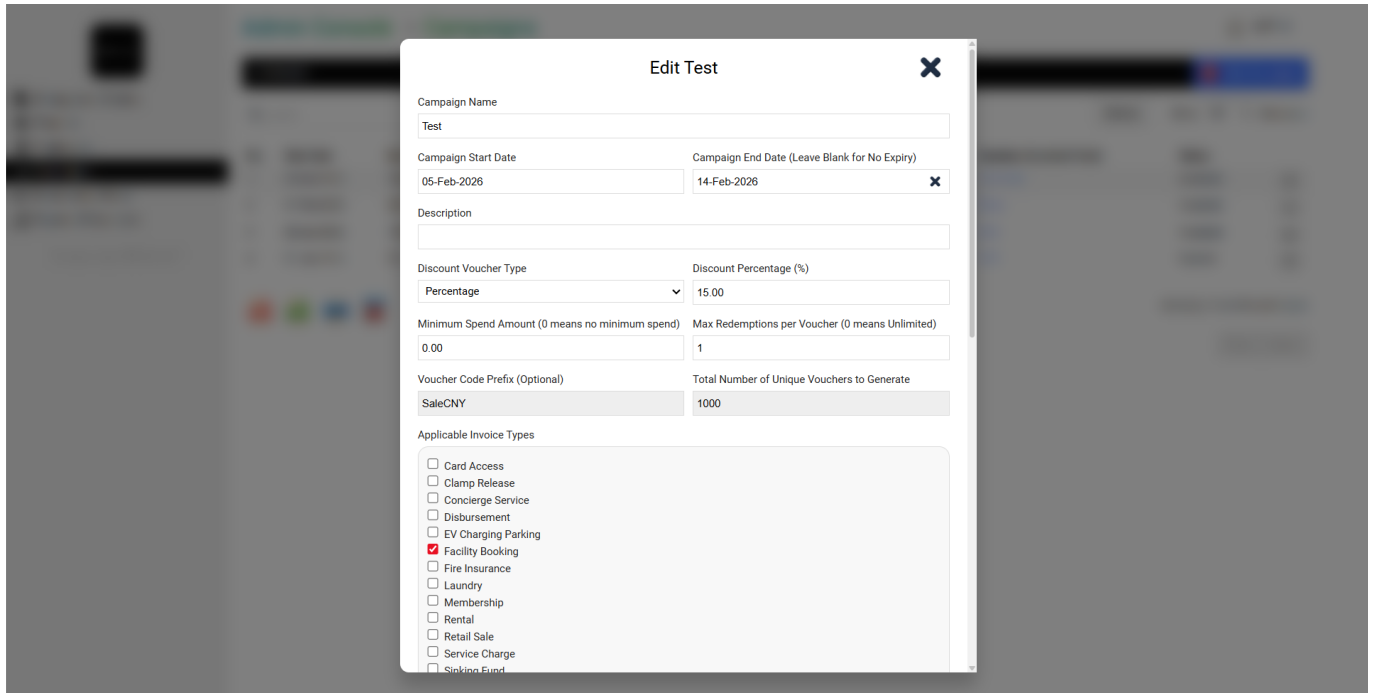 Edit Test
Campaign Name
Test
Campaign Start Date
Campaign End Date (Leave Blank for No Expiry)
05-Feb-2026
14-Feb-2026
Description
Discount Voucher Type
Discount Percentage (%)
Percentage
15.00
Minimum Spend Amount (0 means no minimum spend)
Max Redemptions per Voucher (0 means Unlimited)
0.00
1
Voucher Code Prefix (Optional)
Total Number of Unique Vouchers to Generate
SaleCNY
1000
Applicable Invoice Types
Card Access
Clamp Release
Concierge Service
Disbursement
EV Charging Parking
Facility Booking
Fire Insurance
Laundry
Membership
Rental
Retail Sale
Service Charge
Sinking Fund